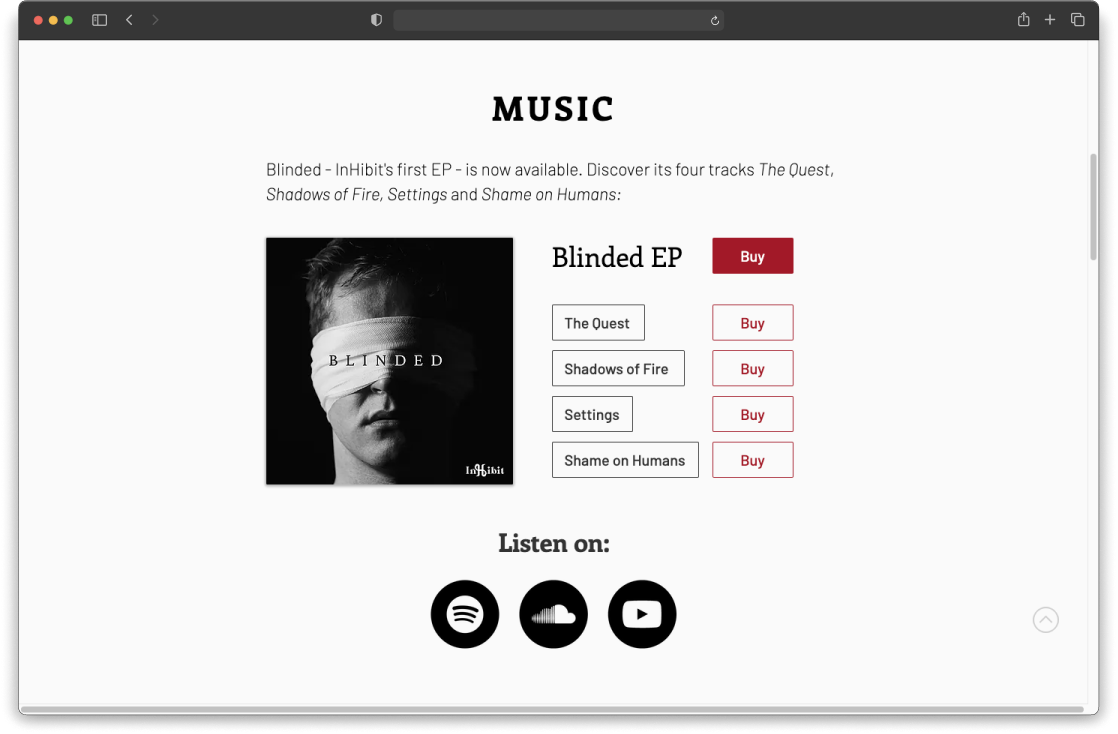 MUSIC
Blinded - InHibit's first EP - is now available. Discover its four tracks The Quest,
Shadows of Fire, Settings and Shame on Humans:
BLINDED
InHibit
Blinded EP
Buy
The Quest
Buy
Shadows of Fire
Buy
Settings
Buy
Shame on Humans
Buy
Listen on: